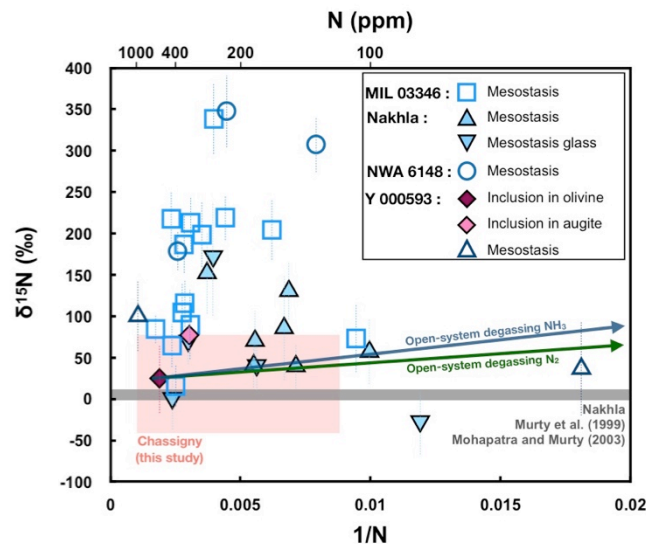 N (ppm)
1000 400 200 100
400
350
300
250
200
150
100
50
0
-50
-100
δ¹⁵N (‰)
MIL 03346 : Mesostasis
Nakhla : Mesostasis
Mesostasis glass
NWA 6148 : Mesostasis
Y 000593 : Inclusion in olivine
Inclusion in augite
Mesostasis
Open-system degassing NH₃
Open-system degassing N₂
Nakhla
Murty et al. (1999)
Mohapatra and Murty (2003)
Chassigny
(this study)
0 0.005 0.01 0.015 0.02
1/N